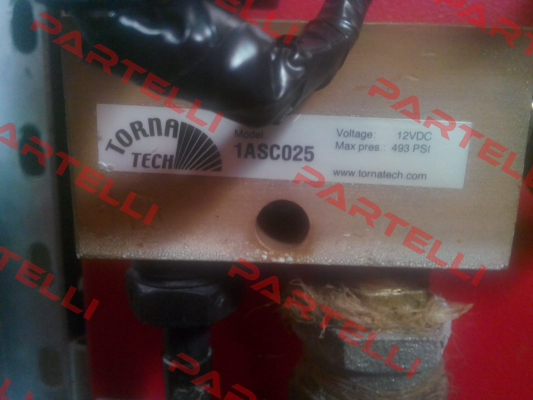 TORNA
TECH
Model
1ASC025
Voltage: 12VDC
Max pres: 493 PSI
www.tornatech.com
PARTELLI
PARTELLI
PARTELLI
PARTELLI
PARTELLI
PARTELLI